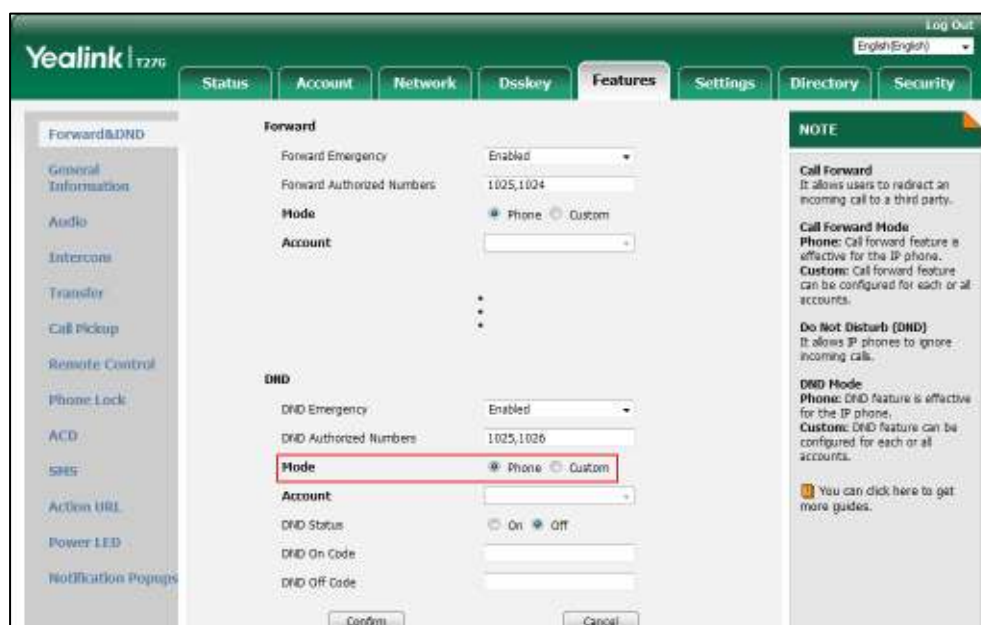 Log Out
English(English)
Yealink T27G
Status Account Network Dsskey Features Settings Directory Security
Forward&DND
General
Information
Audio
Intercom
Transfer
Call Pickup
Remote Control
Phone Lock
ACD
SMS
Action URL
Power LED
Notification Popups
Forward
Forward Emergency Enabled
Forward Authorized Numbers 1025,1024
Mode Phone Custom
Account
DND
DND Emergency Enabled
DND Authorized Numbers 1025,1026
Mode Phone Custom
Account
DND Status On Off
DND On Code
DND Off Code
Confirm Cancel
NOTE
Call Forward
It allows users to redirect an
incoming call to a third party.
Call Forward Mode
Phone: Call forward feature is
effective for the IP phone.
Custom: Call forward feature
can be configured for each or all
accounts.
Do Not Disturb (DND)
It allows IP phones to ignore
incoming calls.
DND Mode
Phone: DND feature is effective
for the IP phone.
Custom: DND feature can be
configured for each or all
accounts.
You can click here to get
more guides.